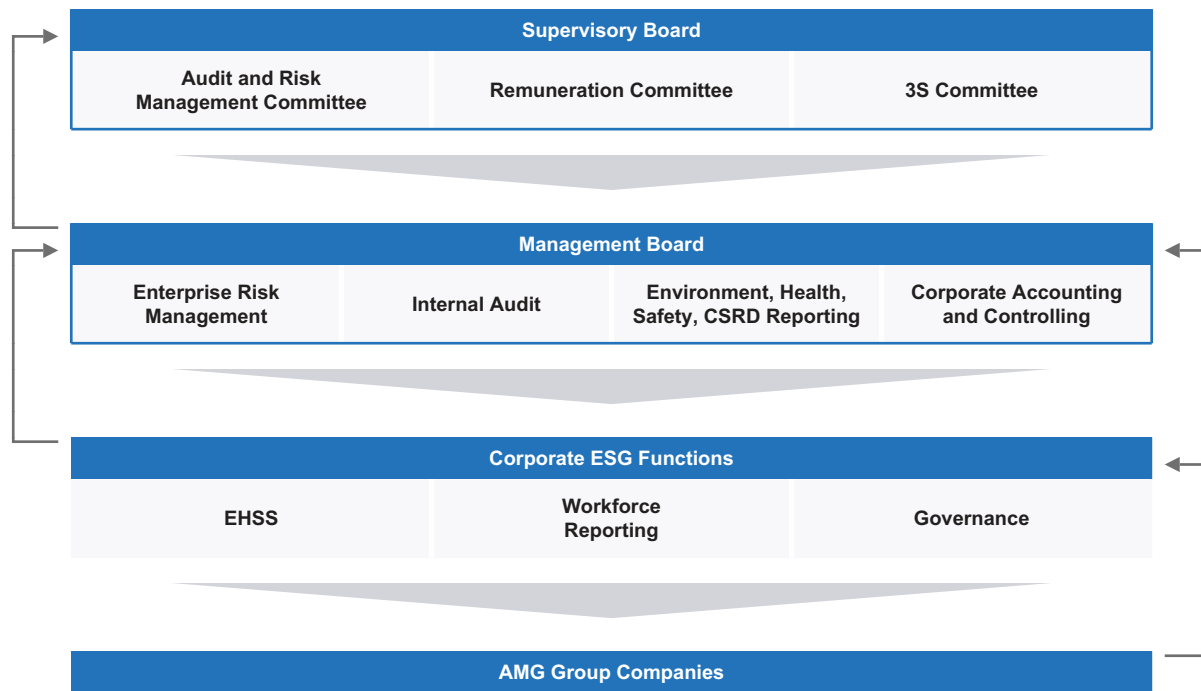 Supervisory Board
Audit and Risk
Management Committee
Remuneration Committee
3S Committee
Management Board
Enterprise Risk
Management
Internal Audit
Environment, Health,
Safety, CSRD Reporting
Corporate Accounting
and Controlling
Corporate ESG Functions
EHSS
Workforce
Reporting
Governance
AMG Group Companies